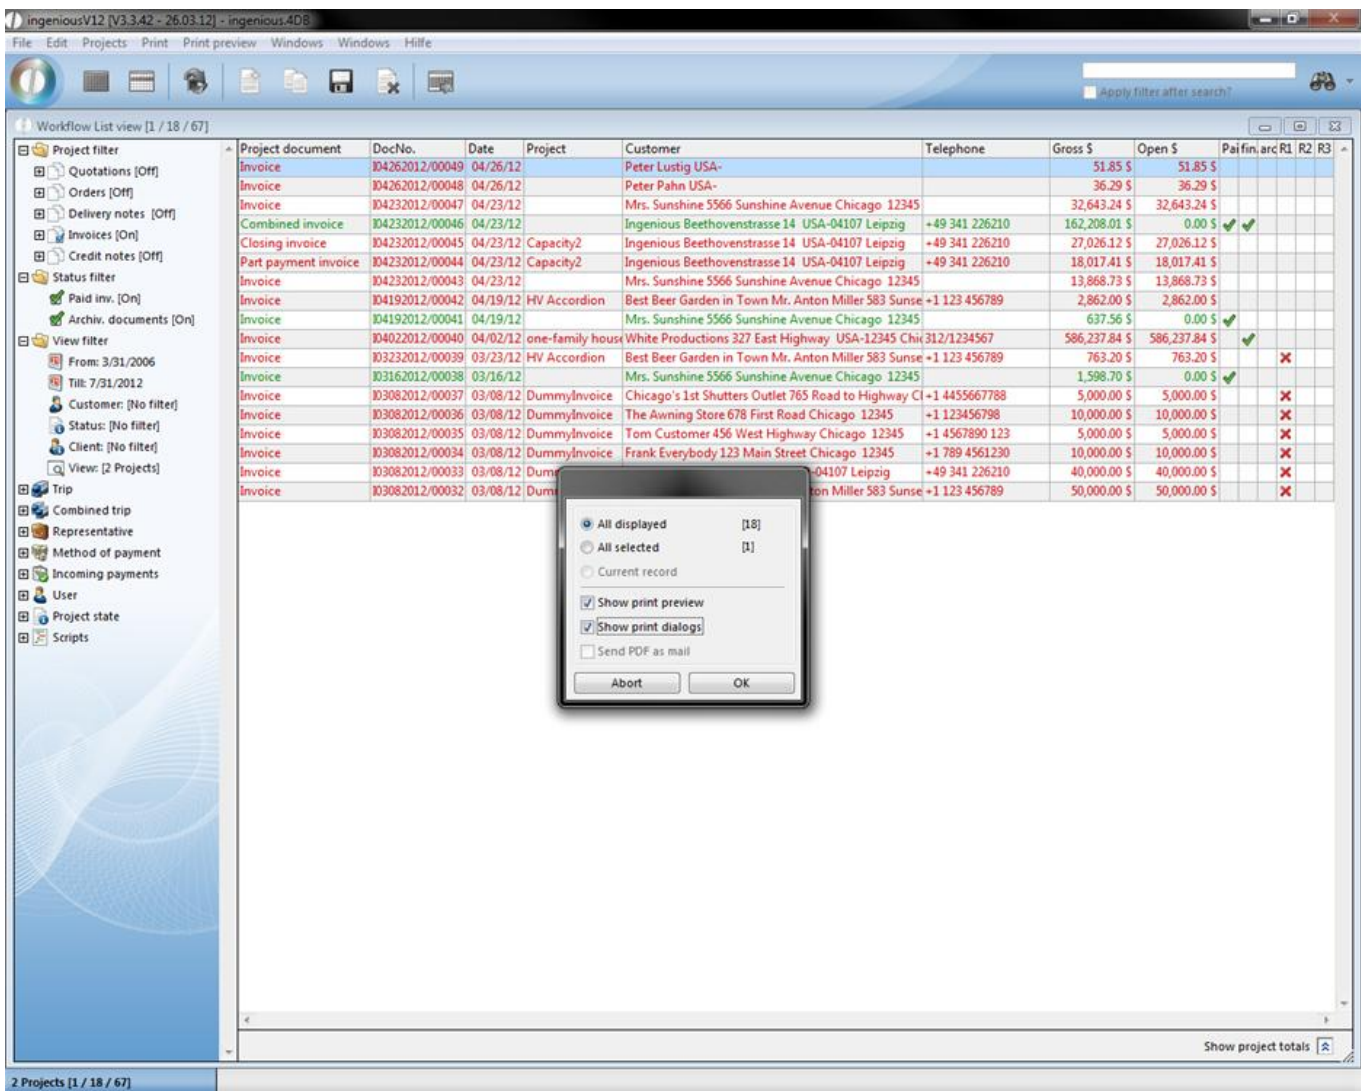 ingeniousV12 [V3.3.42 - 26.03.12] - ingenious.4DB
File Edit Projects Print Print preview Windows Windows Hilfe
Apply filter after search?
Workflow List view [1 / 18 / 67]
Project filter
Quotations [Off]
Orders [Off]
Delivery notes [Off]
Invoices [On]
Credit notes [Off]
Status filter
Paid inv. [On]
Archiv. documents [On]
View filter
From: 3/31/2006
Till: 7/31/2012
Customer: [No filter]
Status: [No filter]
Client: [No filter]
View: [2 Projects]
Trip
Combined trip
Representative
Method of payment
Incoming payments
User
Project state
Scripts
Project document DocNo. Date Project Customer Telephone Gross $ Open $ Pai fin. arc R1 R2 R3
Invoice I04262012/00049 04/26/12 Peter Lustig USA- 51.85 $ 51.85 $
Invoice I04262012/00048 04/26/12 Peter Pahn USA- 36.29 $ 36.29 $
Invoice I04232012/00047 04/23/12 Mrs. Sunshine 5566 Sunshine Avenue Chicago 12345 32,643.24 $ 32,643.24 $
Combined invoice I04232012/00046 04/23/12 Ingenious Beethovenstrasse 14 USA-04107 Leipzig +49 341 226210 162,208.01 $ 0.00 $
Closing invoice I04232012/00045 04/23/12 Capacity2 Ingenious Beethovenstrasse 14 USA-04107 Leipzig +49 341 226210 27,026.12 $ 27,026.12 $
Part payment invoice I04232012/00044 04/23/12 Capacity2 Ingenious Beethovenstrasse 14 USA-04107 Leipzig +49 341 226210 18,017.41 $ 18,017.41 $
Invoice I04232012/00043 04/23/12 Mrs. Sunshine 5566 Sunshine Avenue Chicago 12345 13,868.73 $ 13,868.73 $
Invoice I04192012/00042 04/19/12 HV Accordion Best Beer Garden in Town Mr. Anton Miller 583 Sunse +1 123 456789 2,862.00 $ 2,862.00 $
Invoice I04192012/00041 04/19/12 Mrs. Sunshine 5566 Sunshine Avenue Chicago 12345 637.56 $ 0.00 $
Invoice I04022012/00040 04/02/12 one-family hous White Productions 327 East Highway USA-12345 Chi 312/1234567 586,237.84 $ 586,237.84 $
Invoice I03232012/00039 03/23/12 HV Accordion Best Beer Garden in Town Mr. Anton Miller 583 Sunse +1 123 456789 763.20 $ 763.20 $
Invoice I03162012/00038 03/16/12 Mrs. Sunshine 5566 Sunshine Avenue Chicago 12345 1,598.70 $ 0.00 $
Invoice I03082012/00037 03/08/12 DummyInvoice Chicago's 1st Shutters Outlet 765 Road to Highway C +1 4455667788 5,000.00 $ 5,000.00 $
Invoice I03082012/00036 03/08/12 DummyInvoice The Awning Store 678 First Road Chicago 12345 +1 123456798 10,000.00 $ 10,000.00 $
Invoice I03082012/00035 03/08/12 DummyInvoice Tom Customer 456 West Highway Chicago 12345 +1 4567890 123 5,000.00 $ 5,000.00 $
Invoice I03082012/00034 03/08/12 DummyInvoice Frank Everybody 123 Main Street Chicago 12345 +1 789 4561230 10,000.00 $ 10,000.00 $
Invoice I03082012/00033 03/08/12 Dum -04107 Leipzig +49 341 226210 40,000.00 $ 40,000.00 $
Invoice I03082012/00032 03/08/12 Dum ton Miller 583 Sunse +1 123 456789 50,000.00 $ 50,000.00 $
All displayed [18]
All selected [1]
Current record
Show print preview
Show print dialogs
Send PDF as mail
Abort OK
Show project totals
2 Projects [1 / 18 / 67]